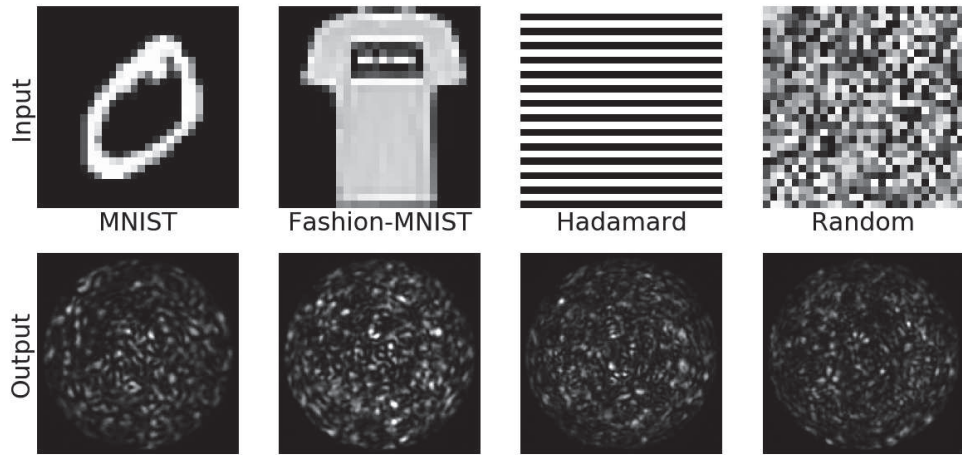 Input
MNIST
Fashion-MNIST
Hadamard
Random
Output